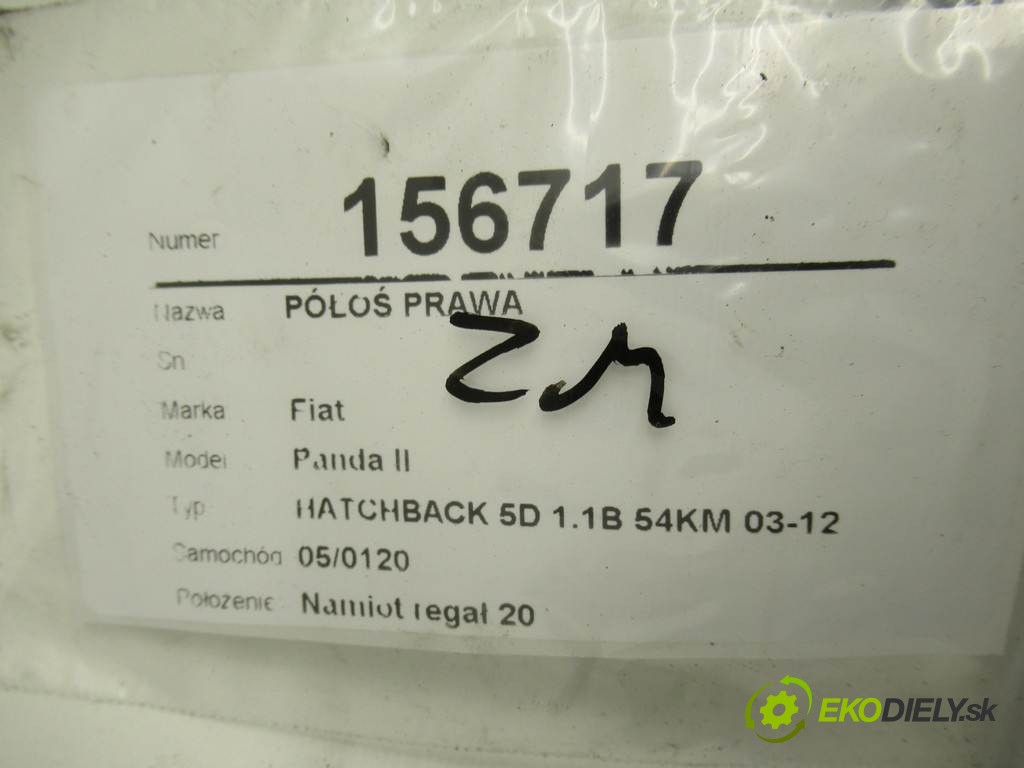 Numer 156717
Nazwa PÓŁOŚ PRAWA
Sn
Marka Fiat
Model Panda II
Typ HATCHBACK 5D 1.1B 54KM 03-12
Samochód 05/0120
Położenie Namiot regał 20
EKODIELY.sk